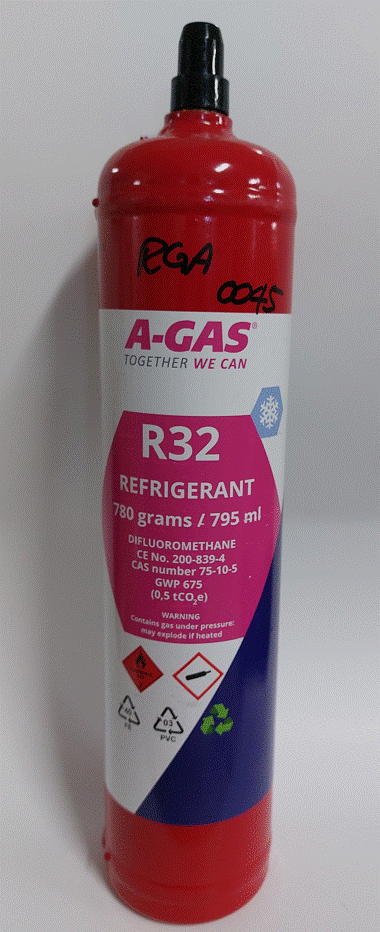 RGA
0045
A-GAS®
TOGETHER WE CAN
R32
REFRIGERANT
780 grams / 795 ml
DIFLUOROMETHANE
CE No. 200-839-4
CAS number 75-10-5
GWP 675
(0,5 tCO₂e)
WARNING
Contains gas under pressure:
may explode if heated
03
PVC